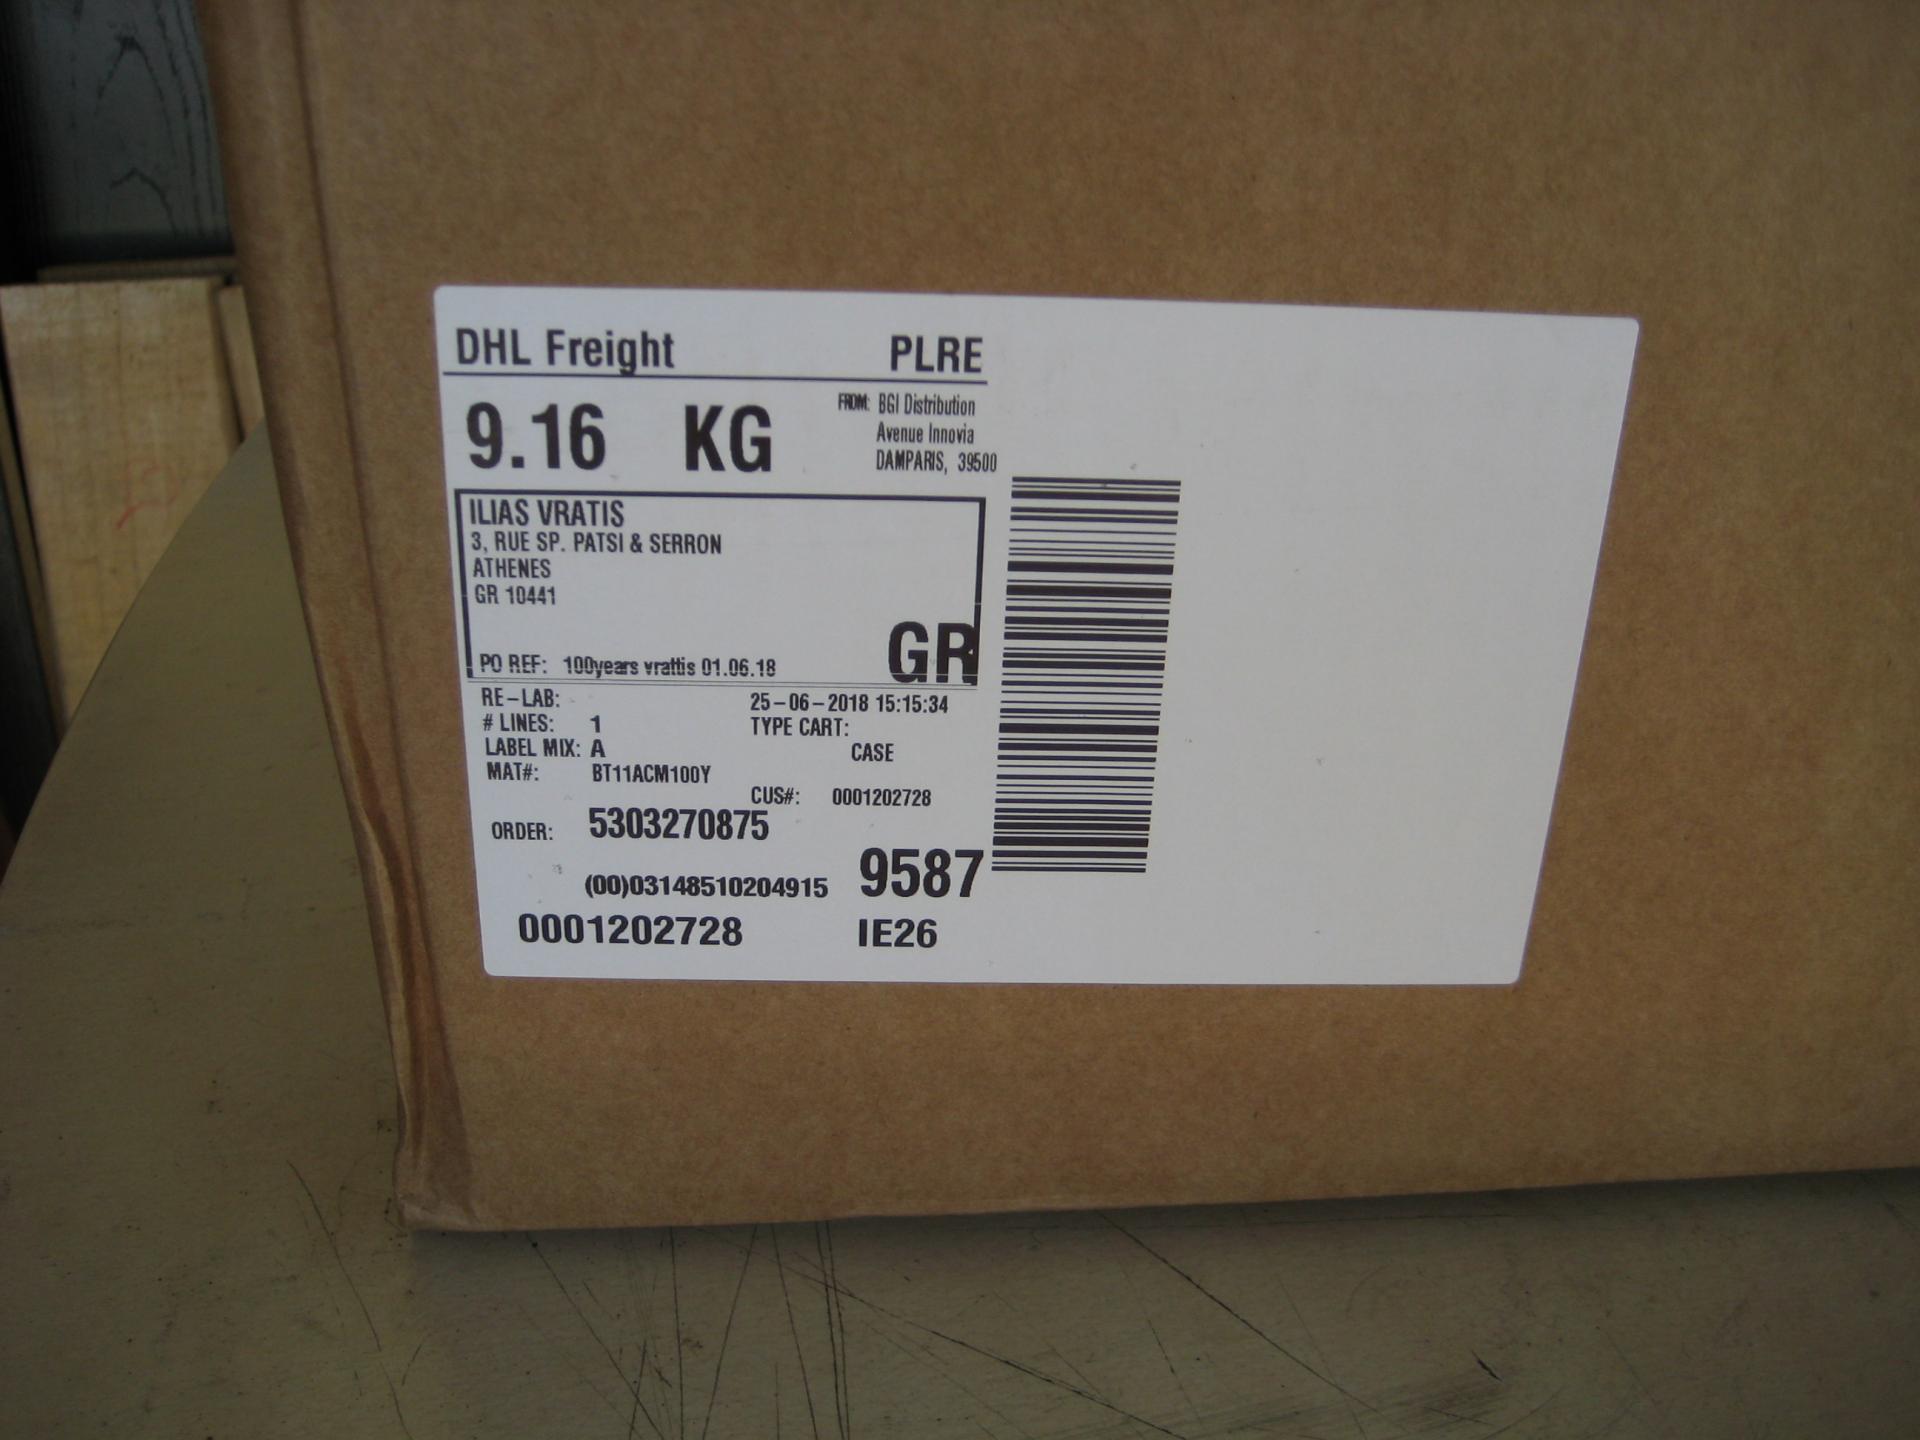 DHL Freight PLRE
9.16 KG
FROM: BGI Distribution
Avenue Innovia
DAMPARIS, 39500
ILIAS VRATIS
3, RUE SP. PATSI & SERRON
ATHENES
GR 10441
GR
PO REF: 100years vrattis 01.06.18
RE-LAB: 25-06-2018 15:15:34
# LINES: 1 TYPE CART:
LABEL MIX: A CASE
MAT#: BT11ACM100Y
CUS#: 0001202728
ORDER: 5303270875
(00)03148510204915 9587
0001202728 IE26